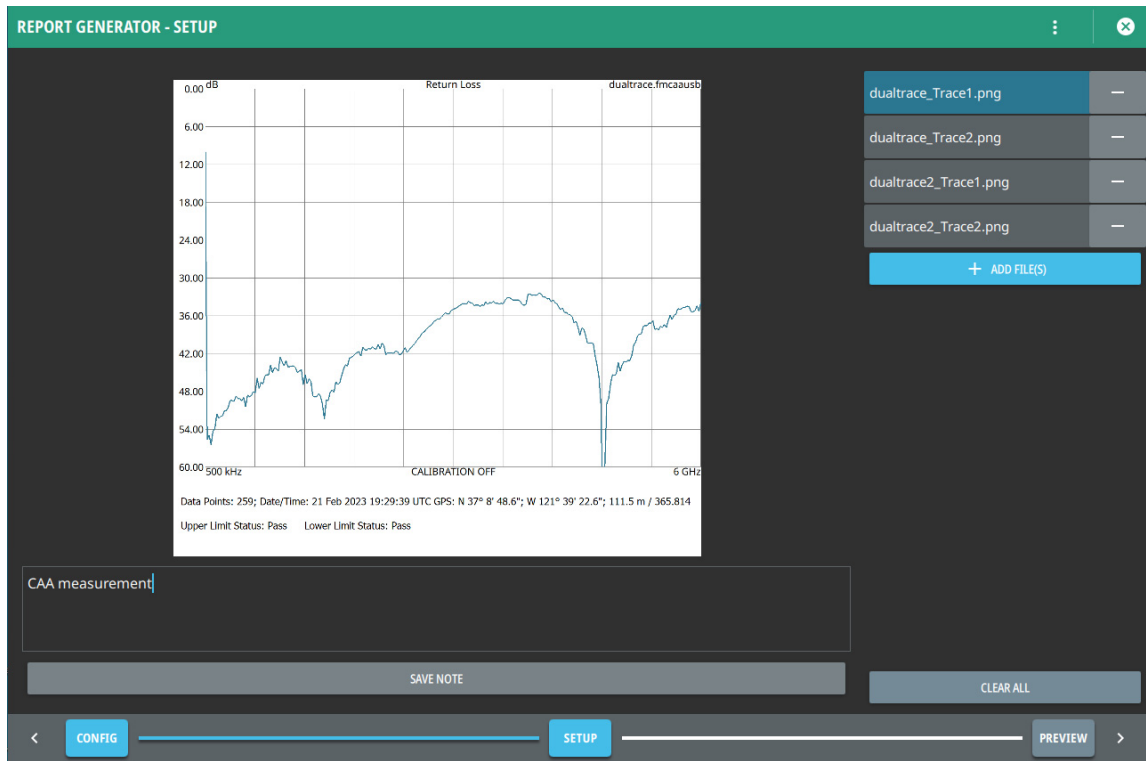 REPORT GENERATOR - SETUP
0.00 dB Return Loss dualtrace.fmcaausb
6.00
12.00
18.00
24.00
30.00
36.00
42.00
48.00
54.00
60.00 500 kHz CALIBRATION OFF 6 GHz
Data Points: 259; Date/Time: 21 Feb 2023 19:29:39 UTC GPS: N 37° 8' 48.6"; W 121° 39' 22.6"; 111.5 m / 365.814
Upper Limit Status: Pass Lower Limit Status: Pass
dualtrace_Trace1.png
dualtrace_Trace2.png
dualtrace2_Trace1.png
dualtrace2_Trace2.png
+ ADD FILE(S)
CAA measurement
SAVE NOTE
CLEAR ALL
CONFIG
SETUP
PREVIEW